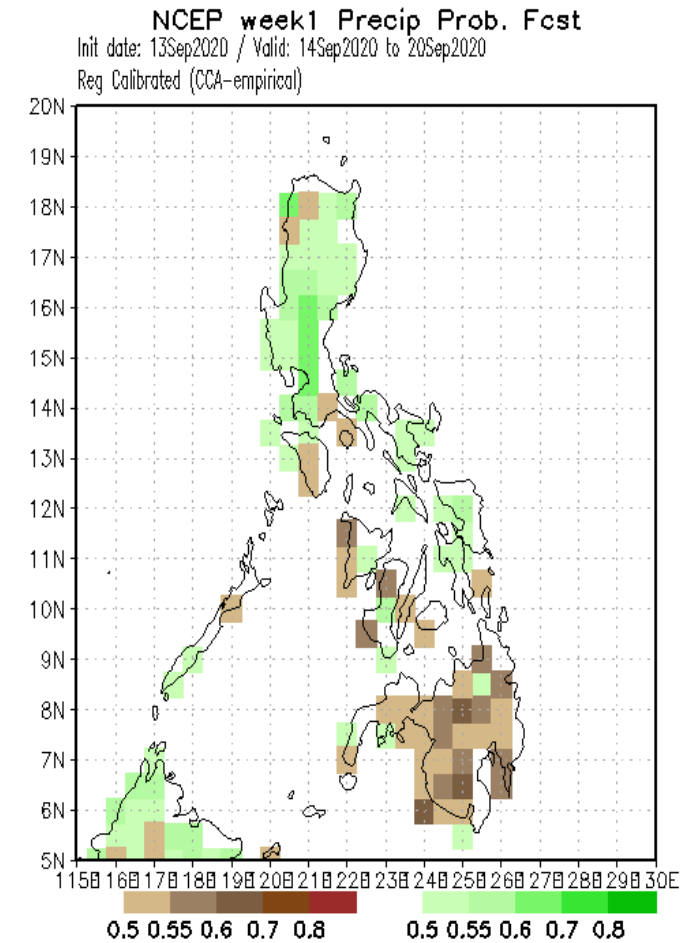 NCEP week1 Precip Prob. Fcst
Init date: 13Sep2020 / Valid: 14Sep2020 to 20Sep2020
Reg Calibrated (CCA-empirical)
20N
19N
18N
17N
16N
15N
14N
13N
12N
11N
10N
9N
8N
7N
6N
5N
115E 116E 117E 118E 119E 120E 121E 122E 123E 124E 125E 126E 127E 128E 129E 130E
0.5 0.55 0.6 0.7 0.8 0.5 0.55 0.6 0.7 0.8